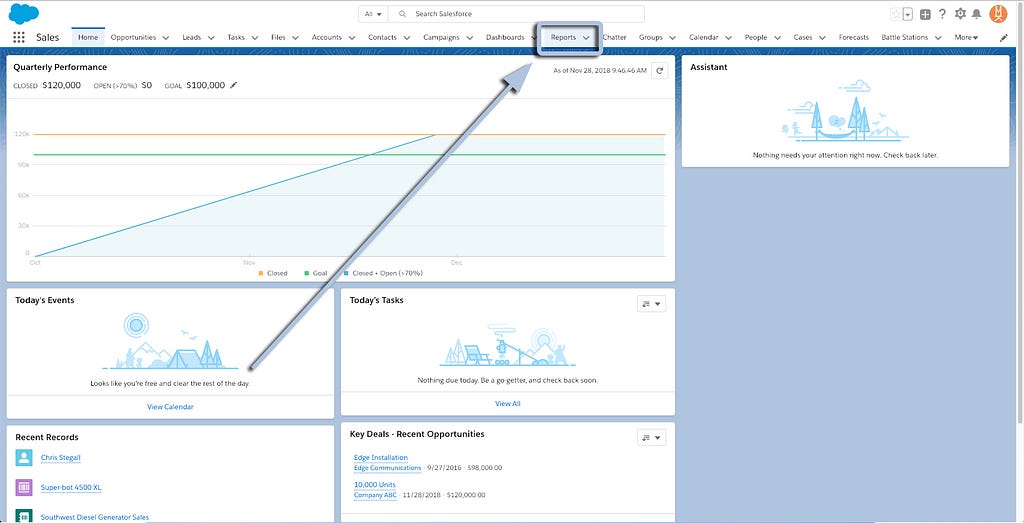 All
Search Salesforce
Sales Home Opportunities Leads Tasks Files Accounts Contacts Campaigns Dashboards Reports Chatter Groups Calendar People Cases Forecasts Battle Stations More
Quarterly Performance
As of Nov 28, 2018 9:46:46 AM
CLOSED $120,000 OPEN (>70%) $0 GOAL $100,000
120k
90k
60k
30k
0
Oct Nov Dec
Closed Goal Closed + Open (>70%)
Assistant
Nothing needs your attention right now. Check back later.
Today's Events
Looks like you're free and clear the rest of the day.
View Calendar
Today's Tasks
Nothing due today. Be a go-getter, and check back soon.
View All
Recent Records
Chris Stegall
Super-bot 4500 XL
Southwest Diesel Generator Sales
Key Deals - Recent Opportunities
Edge Installation
Edge Communications · 9/27/2016 · $98,000.00
10,000 Units
Company ABC · 11/28/2018 · $120,000.00